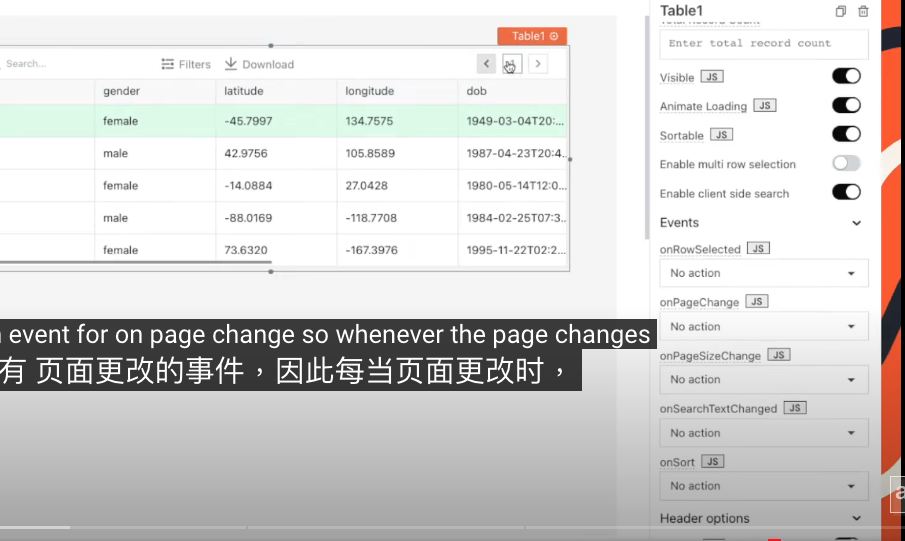 Table1
Total Record Count
Enter total record count
Visible JS
Animate Loading JS
Sortable JS
Enable multi row selection
Enable client side search
Events
onRowSelected JS
No action
onPageChange JS
No action
onPageSizeChange JS
No action
onSearchTextChanged JS
No action
onSort JS
No action
Header options
Table1
Search... Filters Download
gender latitude longitude dob
female -45.7997 134.7575 1949-03-04T20:...
male 42.9756 105.8589 1987-04-23T20:4...
female -14.0884 27.0428 1980-05-14T12:0...
male -88.0169 -118.7708 1984-02-25T07:3...
female 73.6320 -167.3976 1995-11-22T02:2...
event for on page change so whenever the page changes
有 页面更改的事件，因此每当页面更改时，